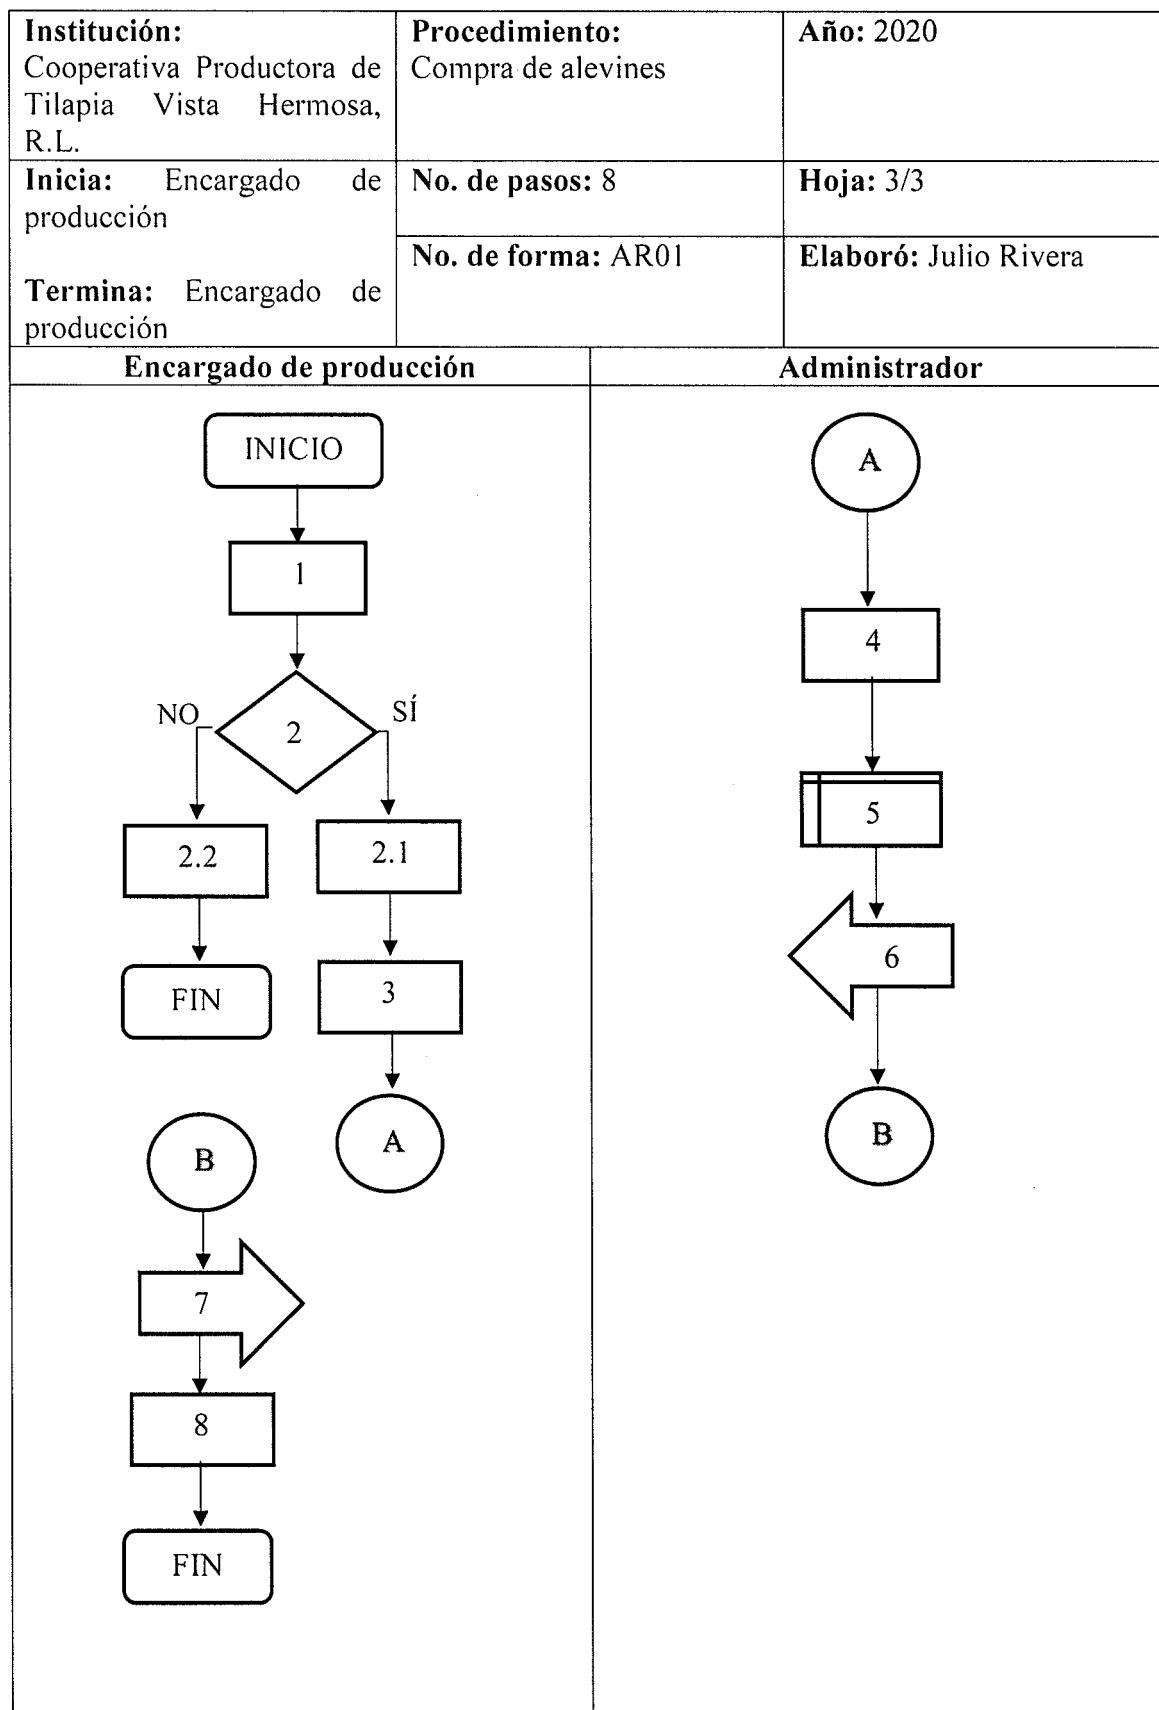 Institución:
Cooperativa Productora de
Tilapia Vista Hermosa,
R.L.
Procedimiento:
Compra de alevines
Año: 2020
Inicia: Encargado de
producción
Termina: Encargado de
producción
No. de pasos: 8
Hoja: 3/3
No. de forma: AR01
Elaboró: Julio Rivera
Encargado de producción
Administrador
INICIO
1
2
NO
SÍ
2.2
2.1
FIN
3
A
B
7
8
FIN
A
4
5
6
B